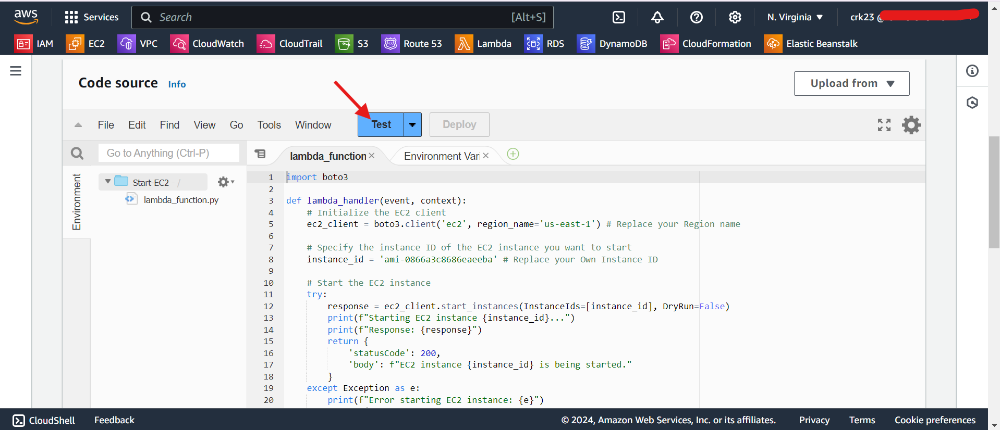 aws Services Search [Alt+S] N. Virginia ▼ crk23 @
IAM EC2 VPC CloudWatch CloudTrail S3 53 Route 53 Lambda RDS DynamoDB CloudFormation Elastic Beanstalk
Code source Info Upload from ▼
File Edit Find View Go Tools Window Test Deploy
Go to Anything (Ctrl-P) lambda_function × Environment Vari ×
Environment
Start-EC2 - /
lambda_function.py
1 import boto3
2
3 def lambda_handler(event, context):
4 # Initialize the EC2 client
5 ec2_client = boto3.client('ec2', region_name='us-east-1') # Replace your Region name
6
7 # Specify the instance ID of the EC2 instance you want to start
8 instance_id = 'ami-0866a3c8686eaeeba' # Replace your Own Instance ID
9
10 # Start the EC2 instance
11 try:
12 response = ec2_client.start_instances(InstanceIds=[instance_id], DryRun=False)
13 print(f"Starting EC2 instance {instance_id}...")
14 print(f"Response: {response}")
15 return {
16 'statusCode': 200,
17 'body': f"EC2 instance {instance_id} is being started."
18 }
19 except Exception as e:
20 print(f"Error starting EC2 instance: {e}")
CloudShell Feedback © 2024, Amazon Web Services, Inc. or its affiliates. Privacy Terms Cookie preferences